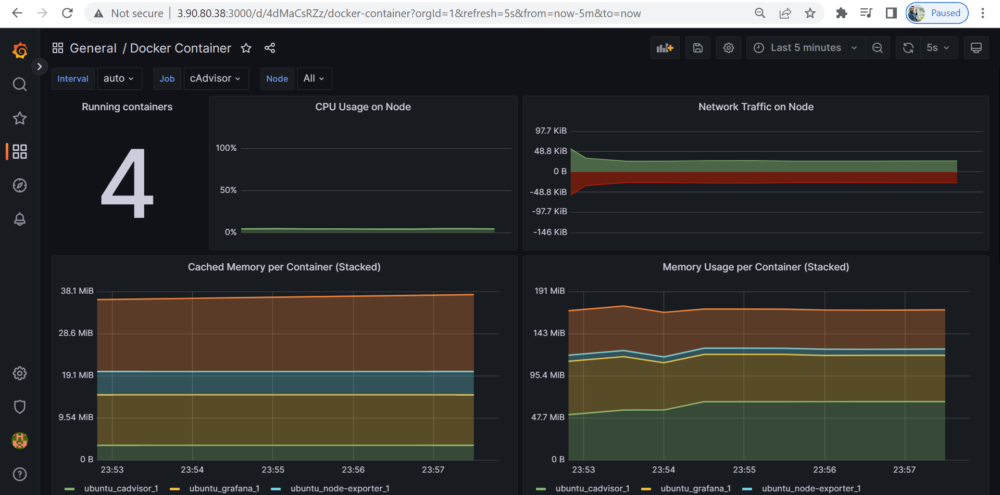 Not secure
3.90.80.38:3000/d/4dMaCsRZz/docker-container?orgId=1&refresh=5s&from=now-5m&to=now
Paused
General / Docker Container
Last 5 minutes
5s
Interval auto Job cAdvisor Node All
Running containers
4
CPU Usage on Node
100%
50%
0%
Network Traffic on Node
97.7 KiB
48.8 KiB
0 B
-48.8 KiB
-97.7 KiB
-146 KiB
Cached Memory per Container (Stacked)
38.1 MiB
28.6 MiB
19.1 MiB
9.54 MiB
0 B
23:53 23:54 23:55 23:56 23:57
ubuntu_cadvisor_1 ubuntu_grafana_1 ubuntu_node-exporter_1
Memory Usage per Container (Stacked)
191 MiB
143 MiB
95.4 MiB
47.7 MiB
0 B
23:53 23:54 23:55 23:56 23:57
ubuntu_cadvisor_1 ubuntu_grafana_1 ubuntu_node-exporter_1